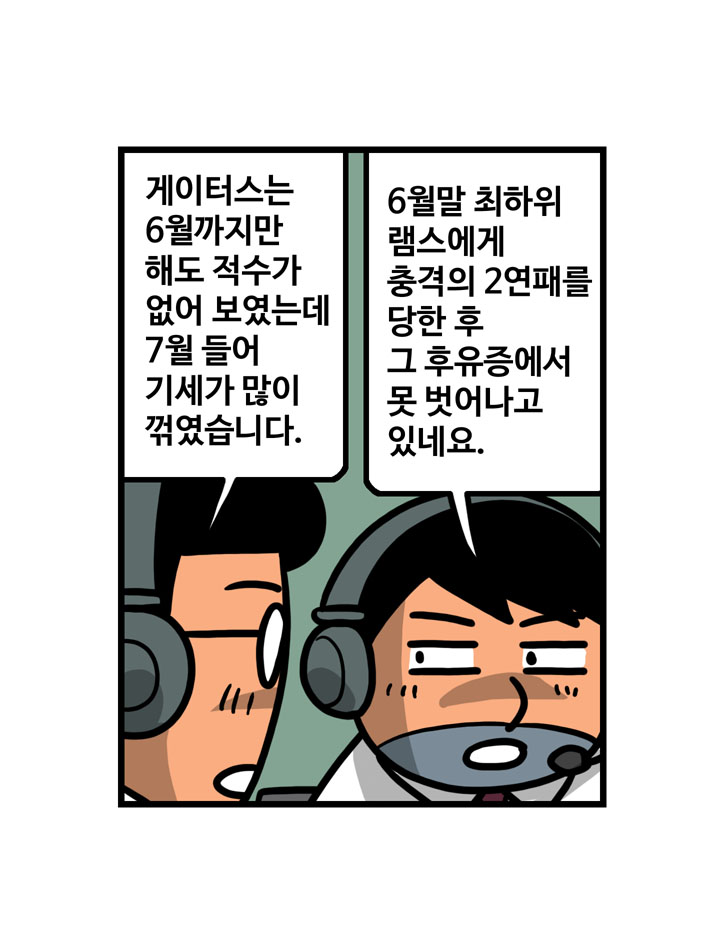 게이터스는
6월까지만
해도 적수가
없어 보였는데
7월 들어
기세가 많이
꺾였습니다.
6월말 최하위
램스에게
충격의 2연패를
당한 후
그 후유증에서
못 벗어나고
있네요.